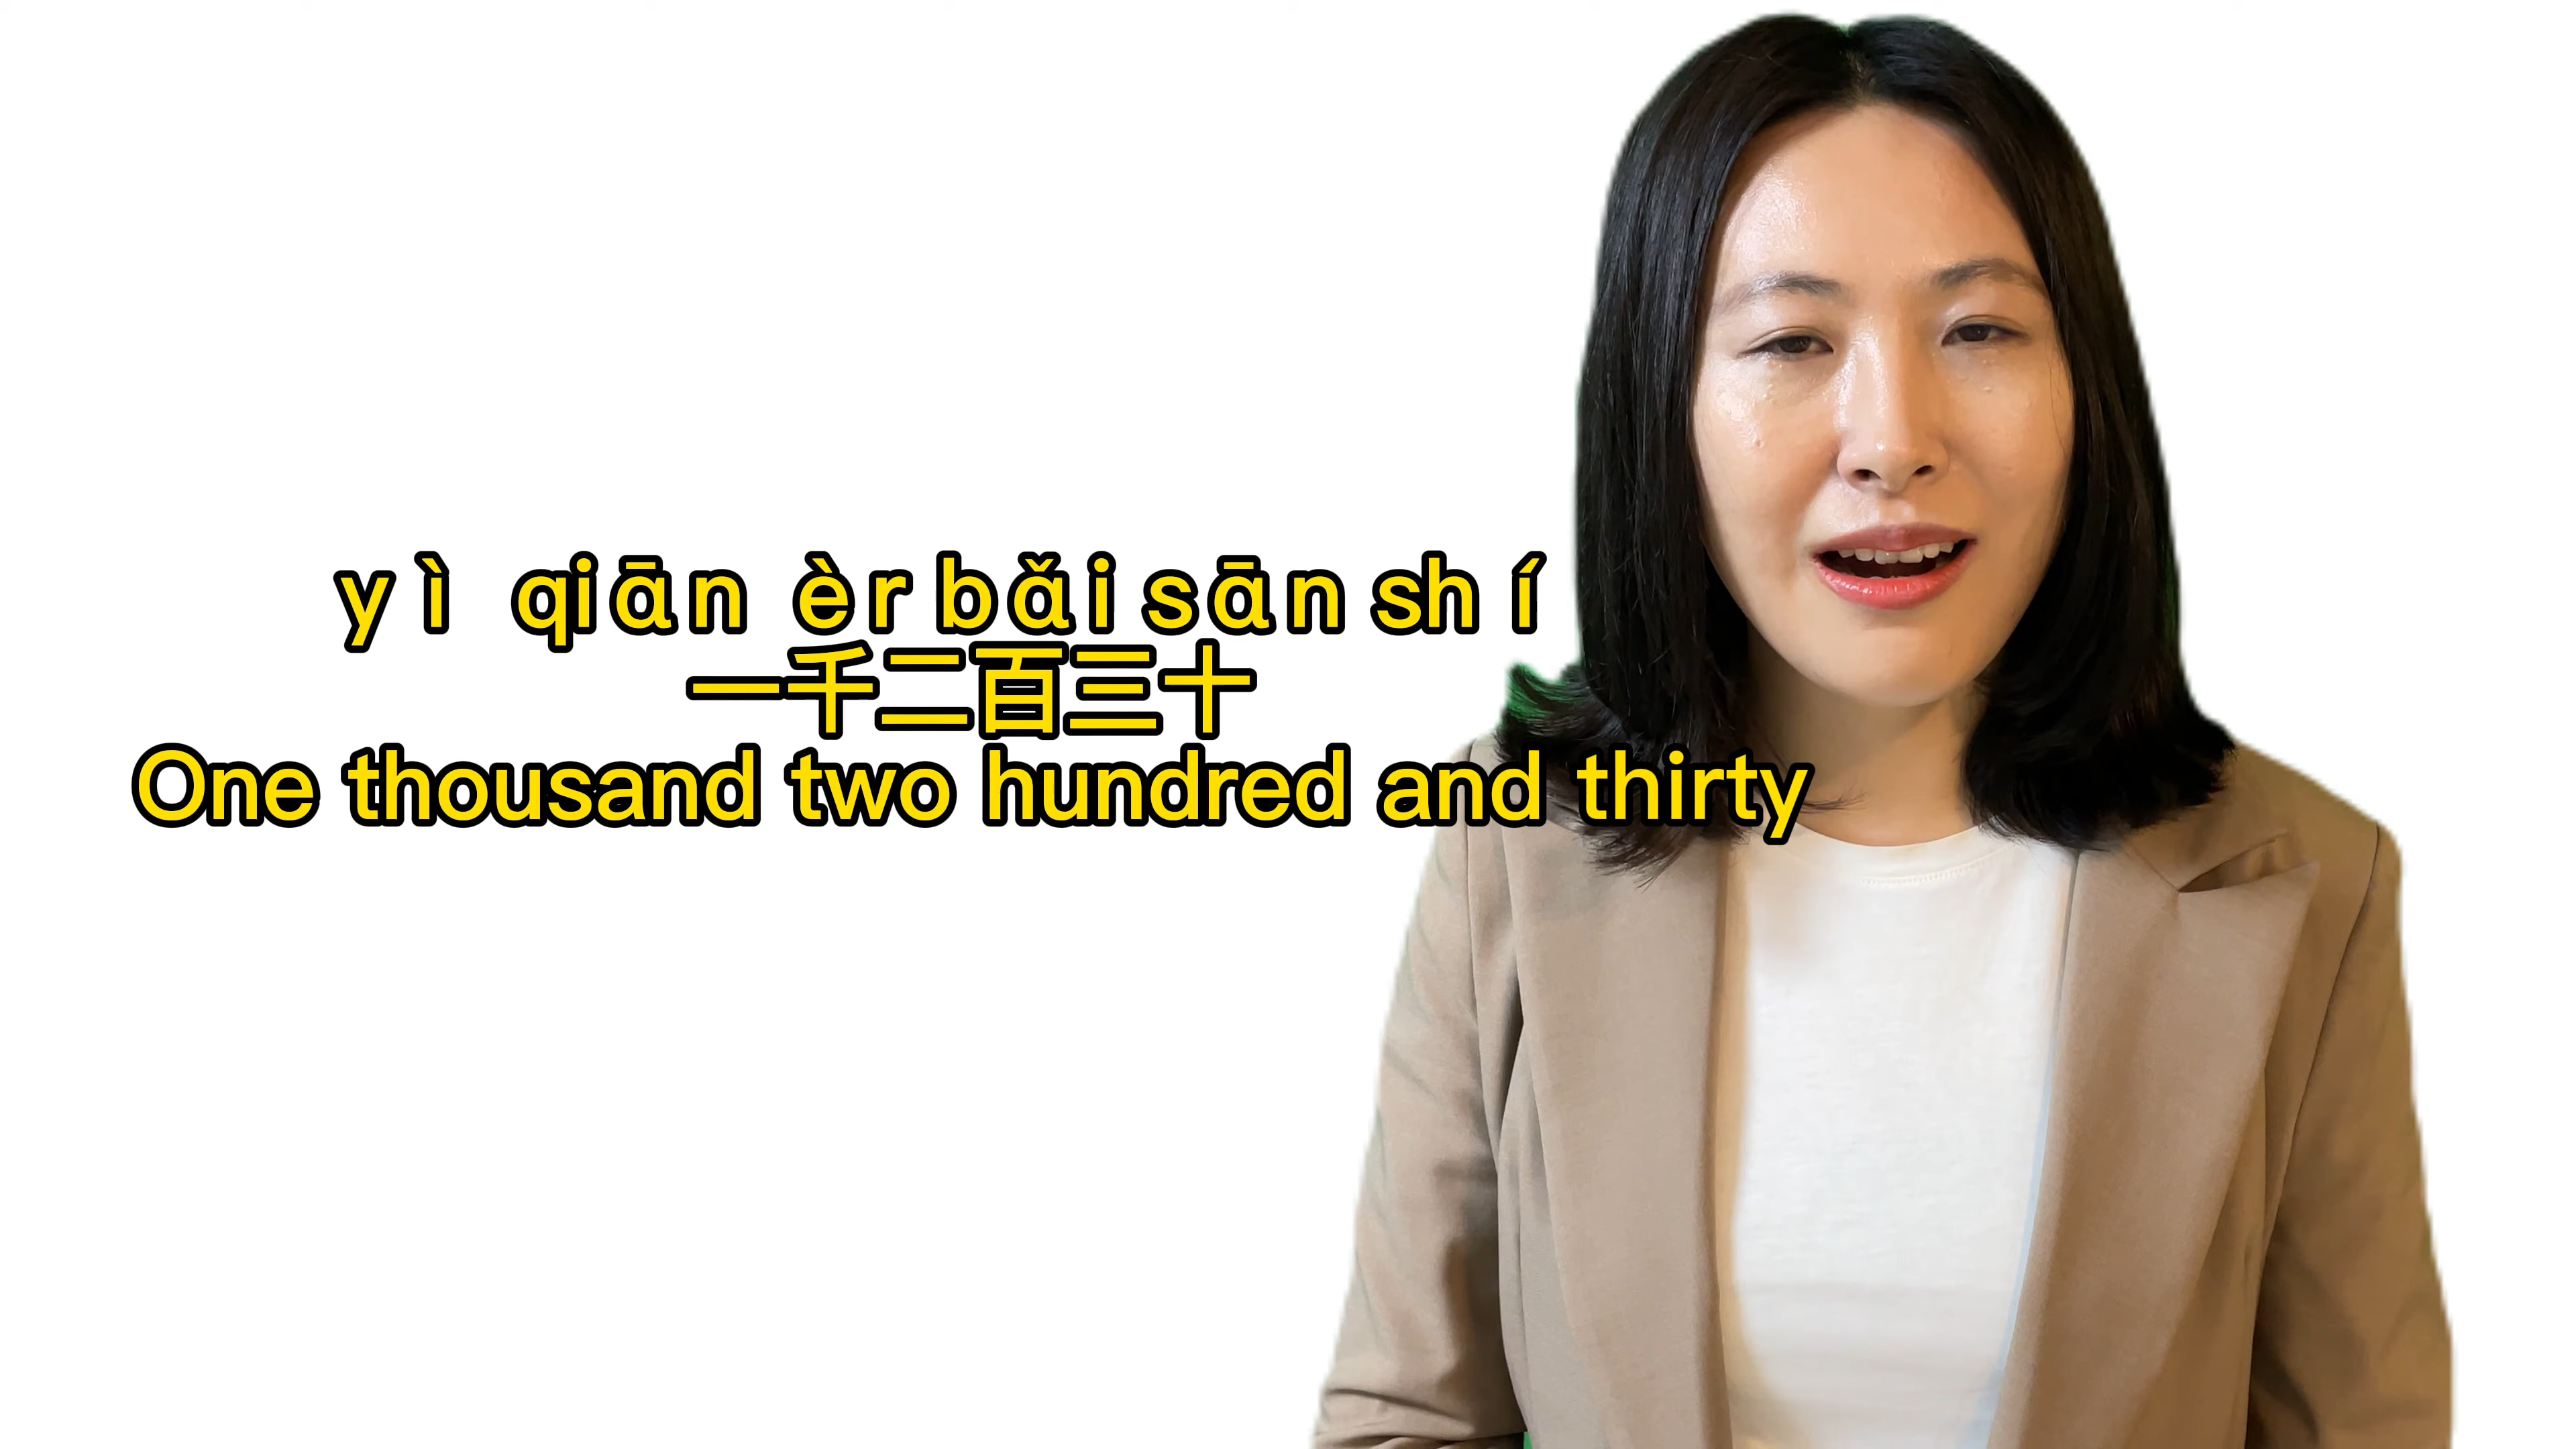 yì qiān èr bǎi sān shí
一千二百三十
One thousand two hundred and thirty